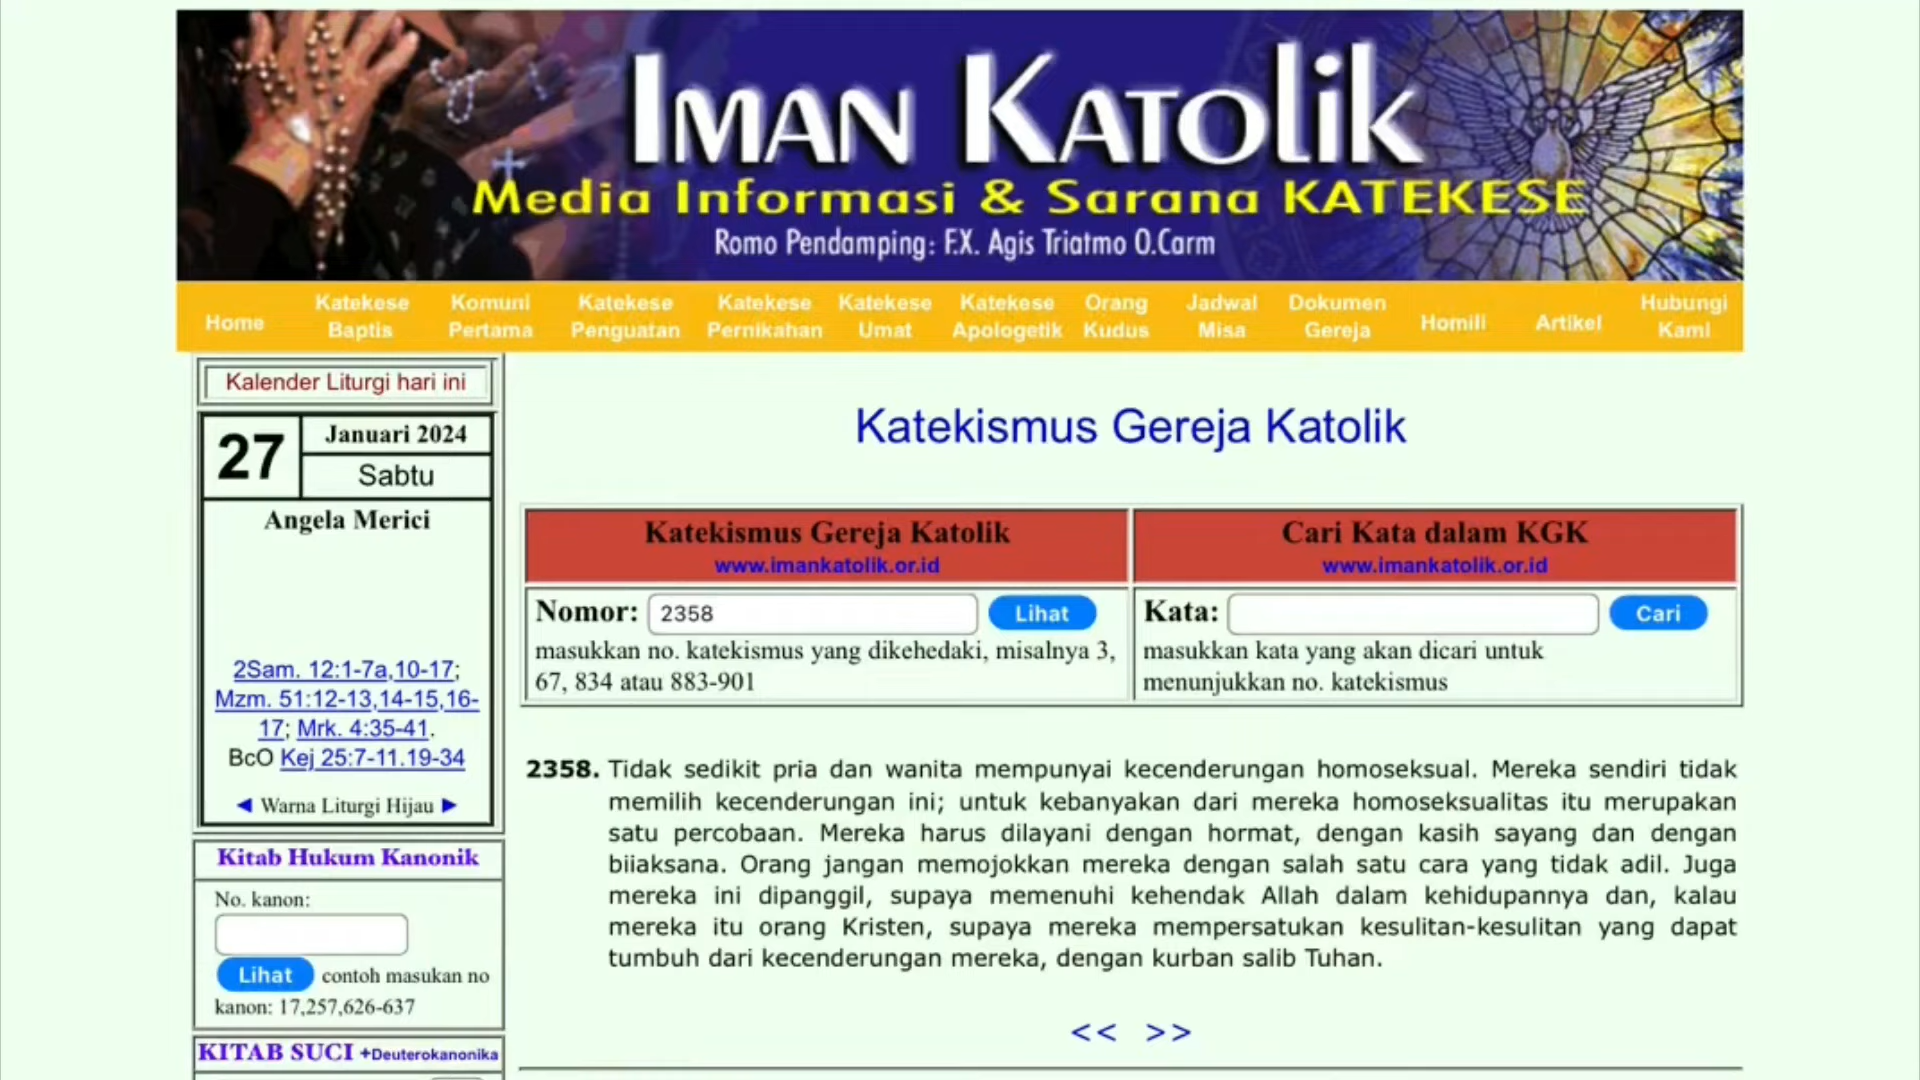 IMAN KATOlik
Media Informasi & Sarana KATEKESE
Romo Pendamping: F.X. Agis Triatmo O.Carm
Home
Katekese Baptis
Komuni Pertama
Katekese Penguatan
Katekese Pernikahan
Katekese Umat
Katekese Apologetik
Orang Kudus
Jadwal Misa
Dokumen Gereja
Homili
Artikel
Hubungi Kami
Kalender Liturgi hari ini
27
Januari 2024
Sabtu
Angela Merici
2Sam. 12:1-7a,10-17;
Mzm. 51:12-13,14-15,16-
17; Mrk. 4:35-41.
BcO Kej 25:7-11.19-34
◄ Warna Liturgi Hijau ►
Kitab Hukum Kanonik
No. kanon:
Lihat contoh masukan no
kanon: 17,257,626-637
KITAB SUCI +Deuterokanonika
Katekismus Gereja Katolik
Katekismus Gereja Katolik
www.imankatolik.or.id
Nomor: 2358 Lihat
masukkan no. katekismus yang dikehedaki, misalnya 3,
67, 834 atau 883-901
Cari Kata dalam KGK
www.imankatolik.or.id
Kata: Cari
masukkan kata yang akan dicari untuk
menunjukkan no. katekismus
2358. Tidak sedikit pria dan wanita mempunyai kecenderungan homoseksual. Mereka sendiri tidak
memilih kecenderungan ini; untuk kebanyakan dari mereka homoseksualitas itu merupakan
satu percobaan. Mereka harus dilayani dengan hormat, dengan kasih sayang dan dengan
biiaksana. Orang jangan memojokkan mereka dengan salah satu cara yang tidak adil. Juga
mereka ini dipanggil, supaya memenuhi kehendak Allah dalam kehidupannya dan, kalau
mereka itu orang Kristen, supaya mereka mempersatukan kesulitan-kesulitan yang dapat
tumbuh dari kecenderungan mereka, dengan kurban salib Tuhan.
<< >>